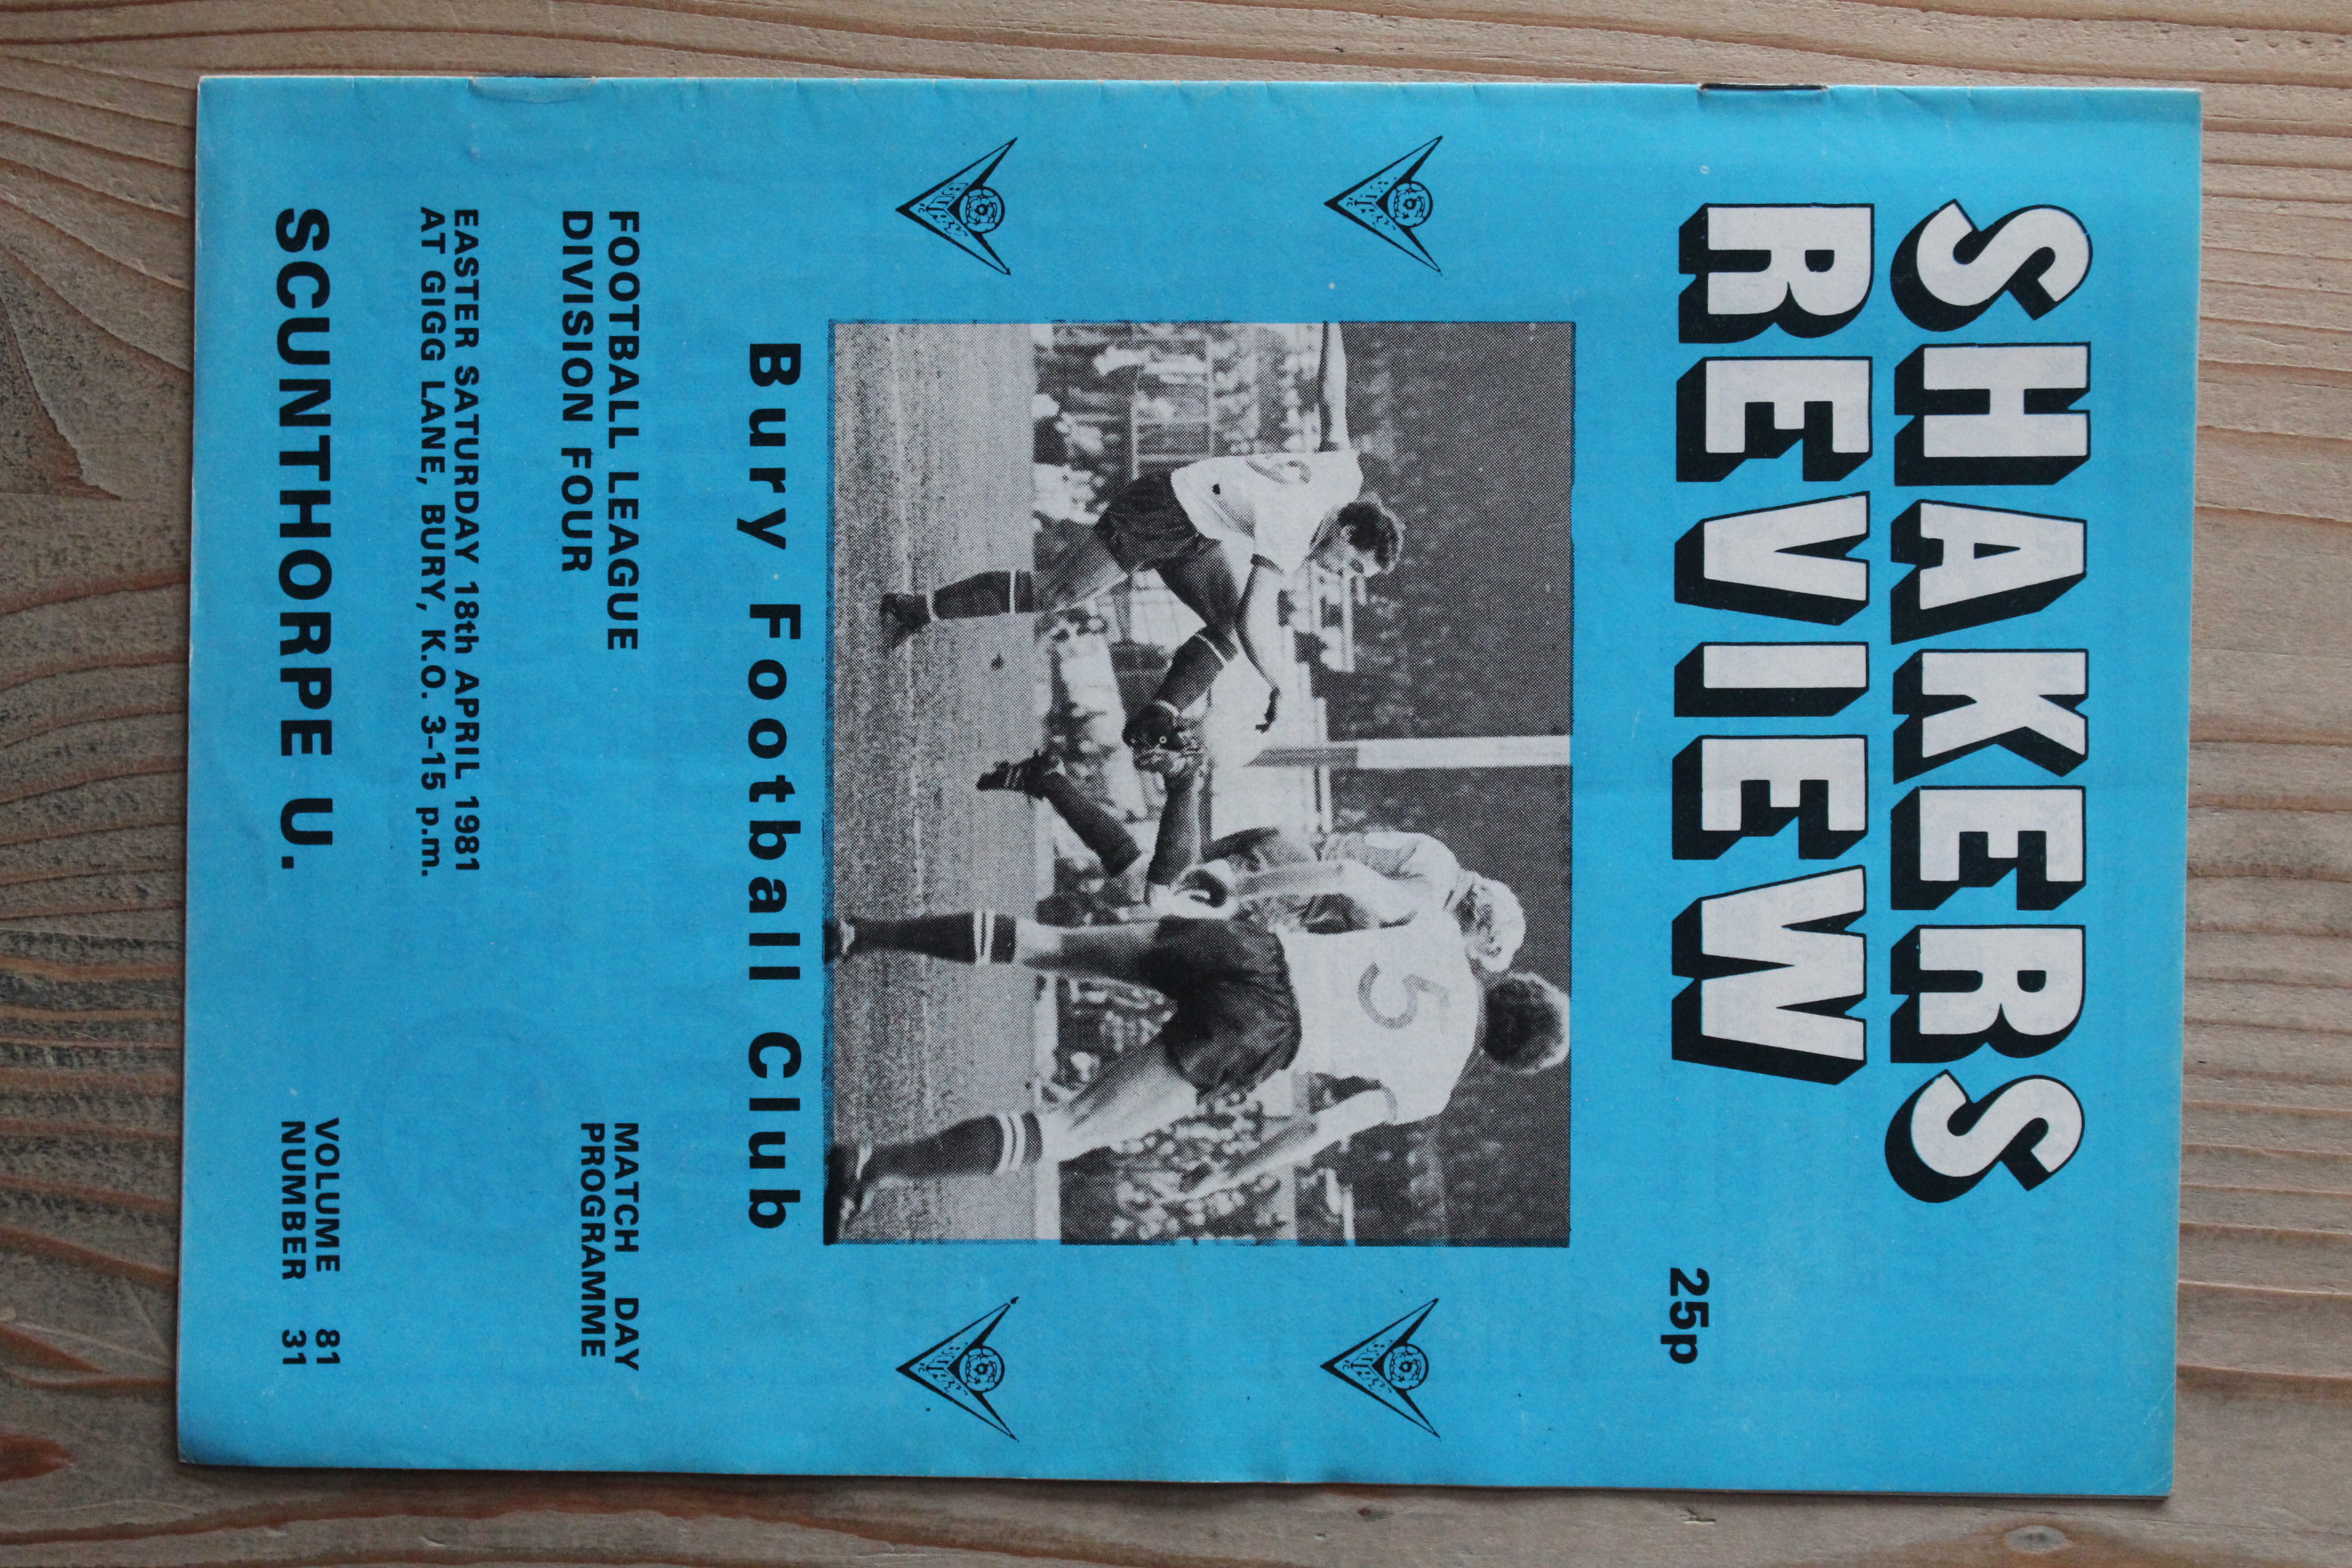 SHAKERS
REVIEW
25p
5
Bury Football Club
FOOTBALL LEAGUE
DIVISION FOUR
MATCH DAY
PROGRAMME
EASTER SATURDAY 18th APRIL 1981
AT GIGG LANE, BURY, K.O. 3-15 p.m.
SCUNTHORPE U.
VOLUME 81
NUMBER 31